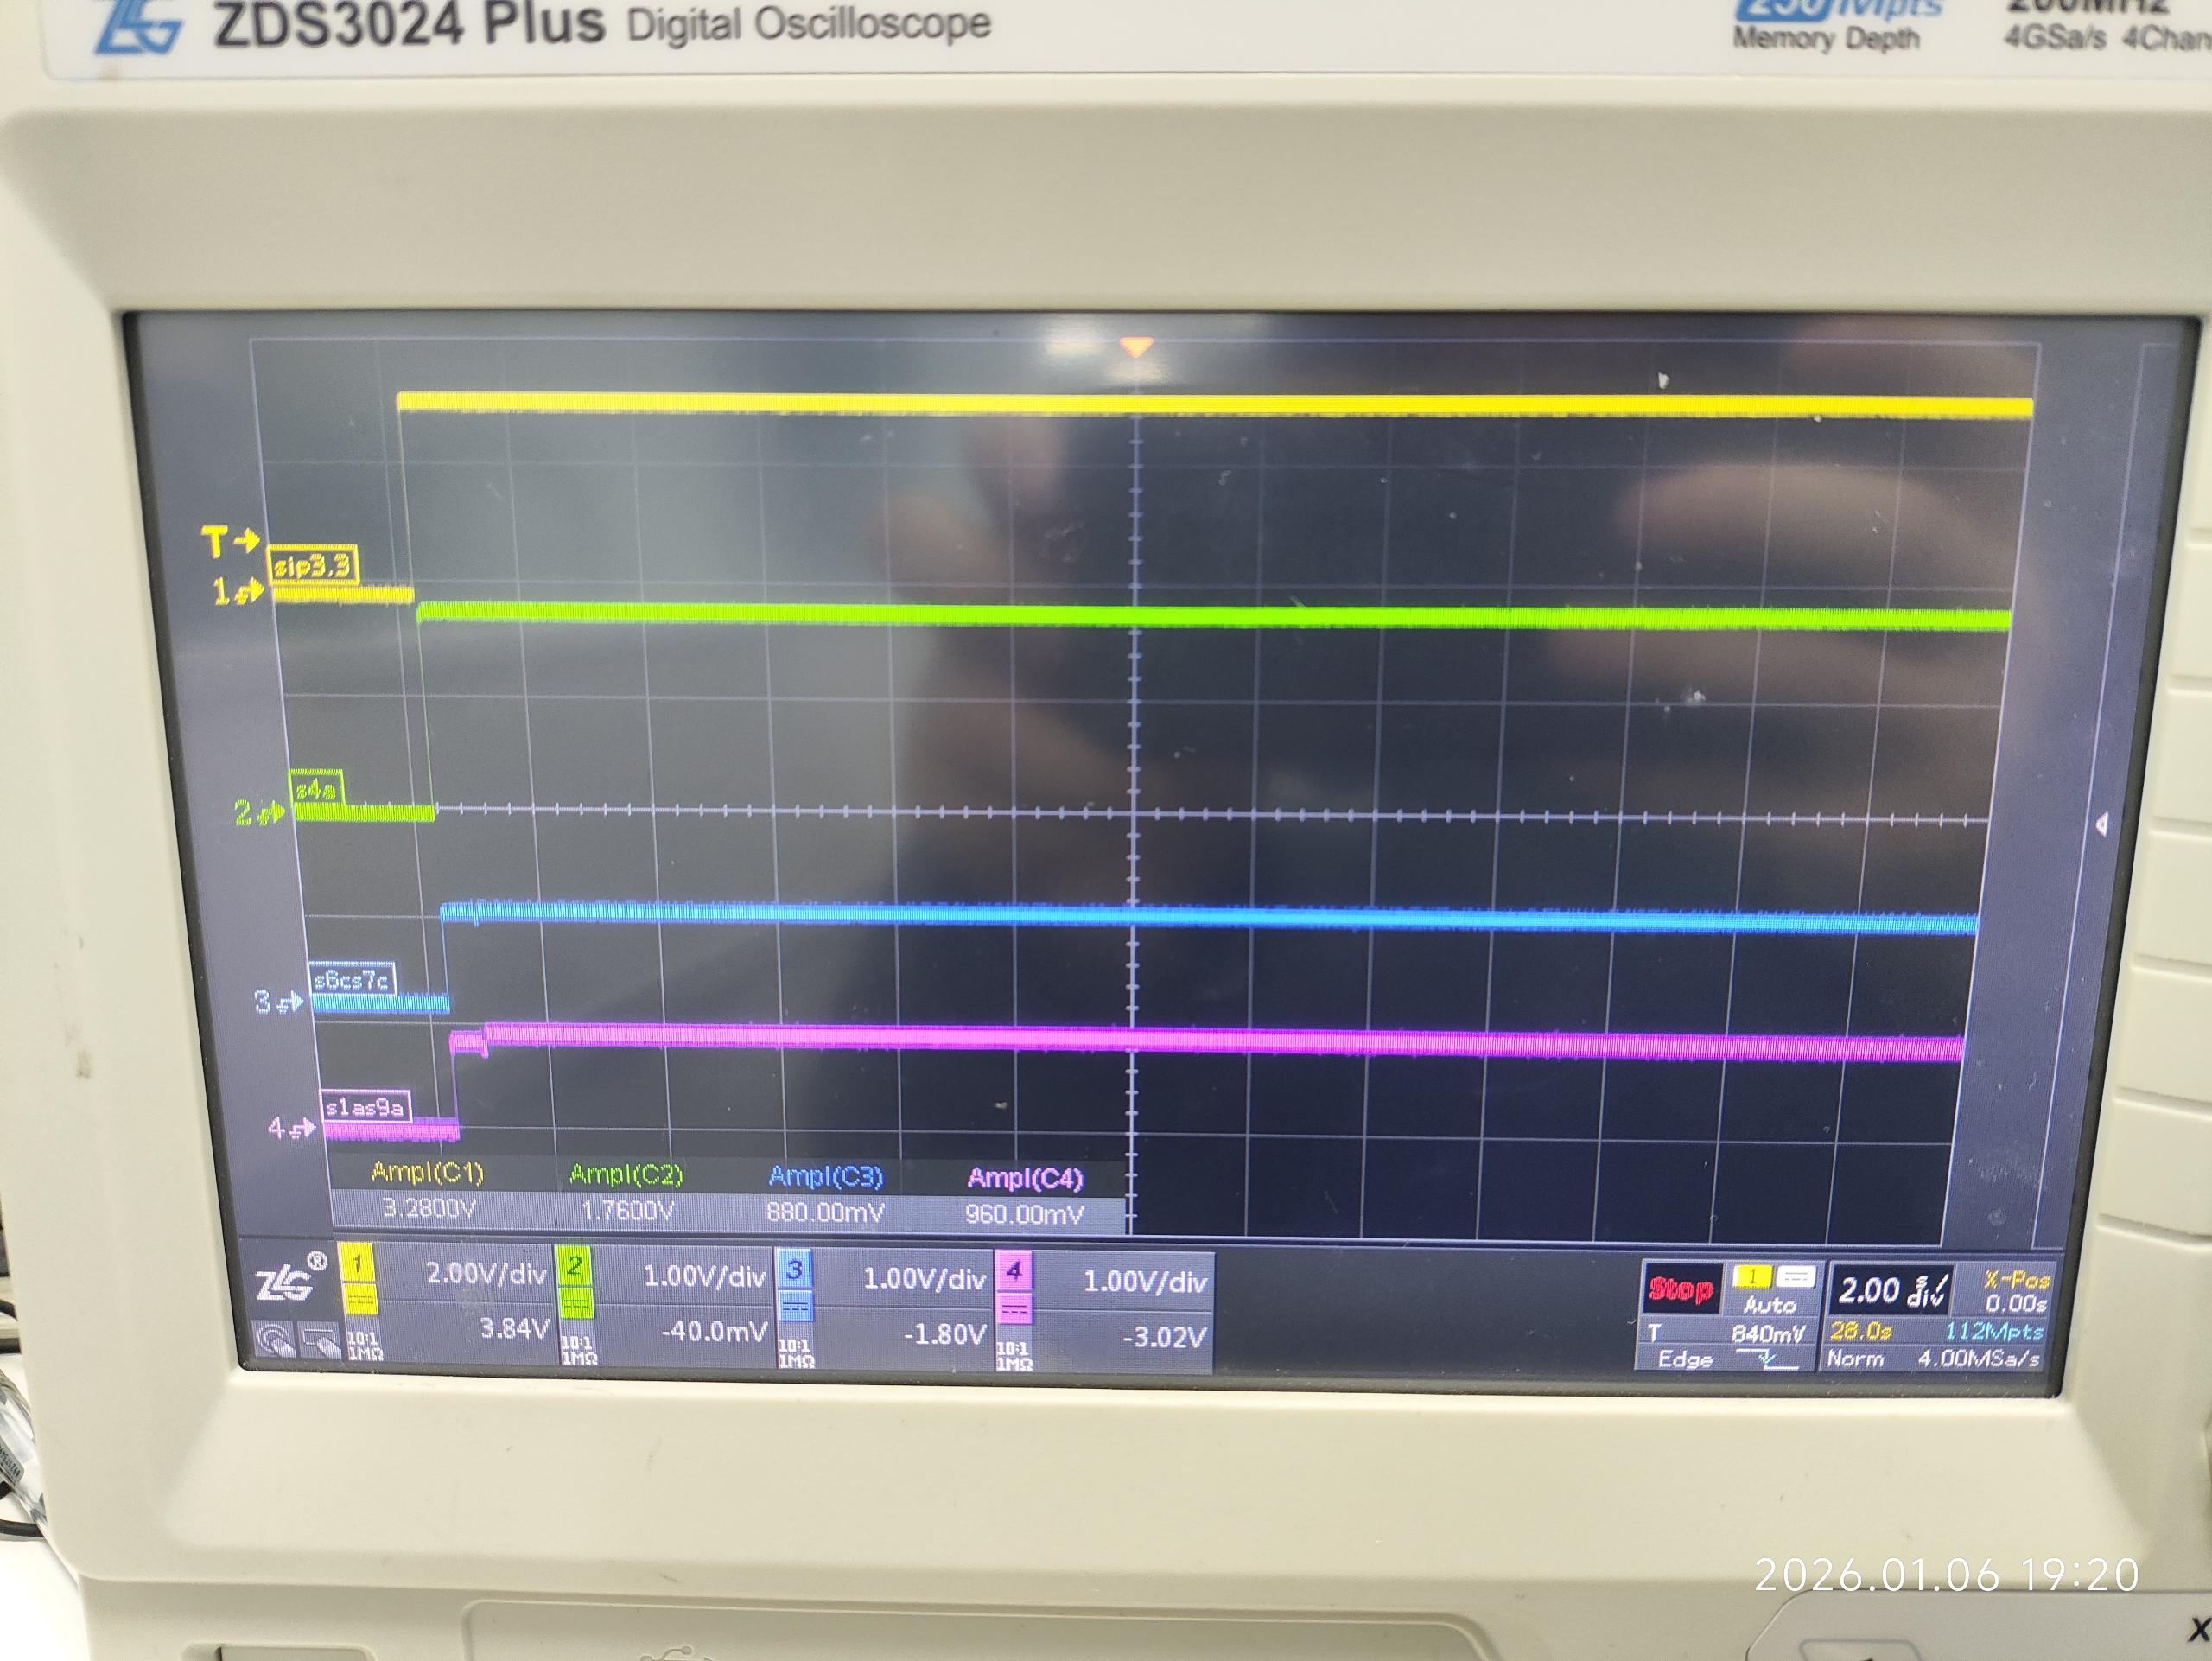 ZLG ZDS3024 Plus Digital Oscilloscope
Memory Depth
4GSa/s 4Chan
T
sip3.3
1
s4a
2
s6cs7c
3
s1as9a
4
Ampl(C1) Ampl(C2) Ampl(C3) Ampl(C4)
3.2800V 1.7600V 880.00mV 960.00mV
ZLG®
1 2.00V/div 3.84V 10:1 1MΩ
2 1.00V/div -40.0mV 10:1 1MΩ
3 1.00V/div -1.80V 10:1 1MΩ
4 1.00V/div -3.02V 10:1 1MΩ
Stop 1 Auto
T 840mV
Edge
2.00 s/div X-Pos 0.00s
28.0s 112Mpts
Norm 4.00MSa/s
2026.01.06 19:20
X